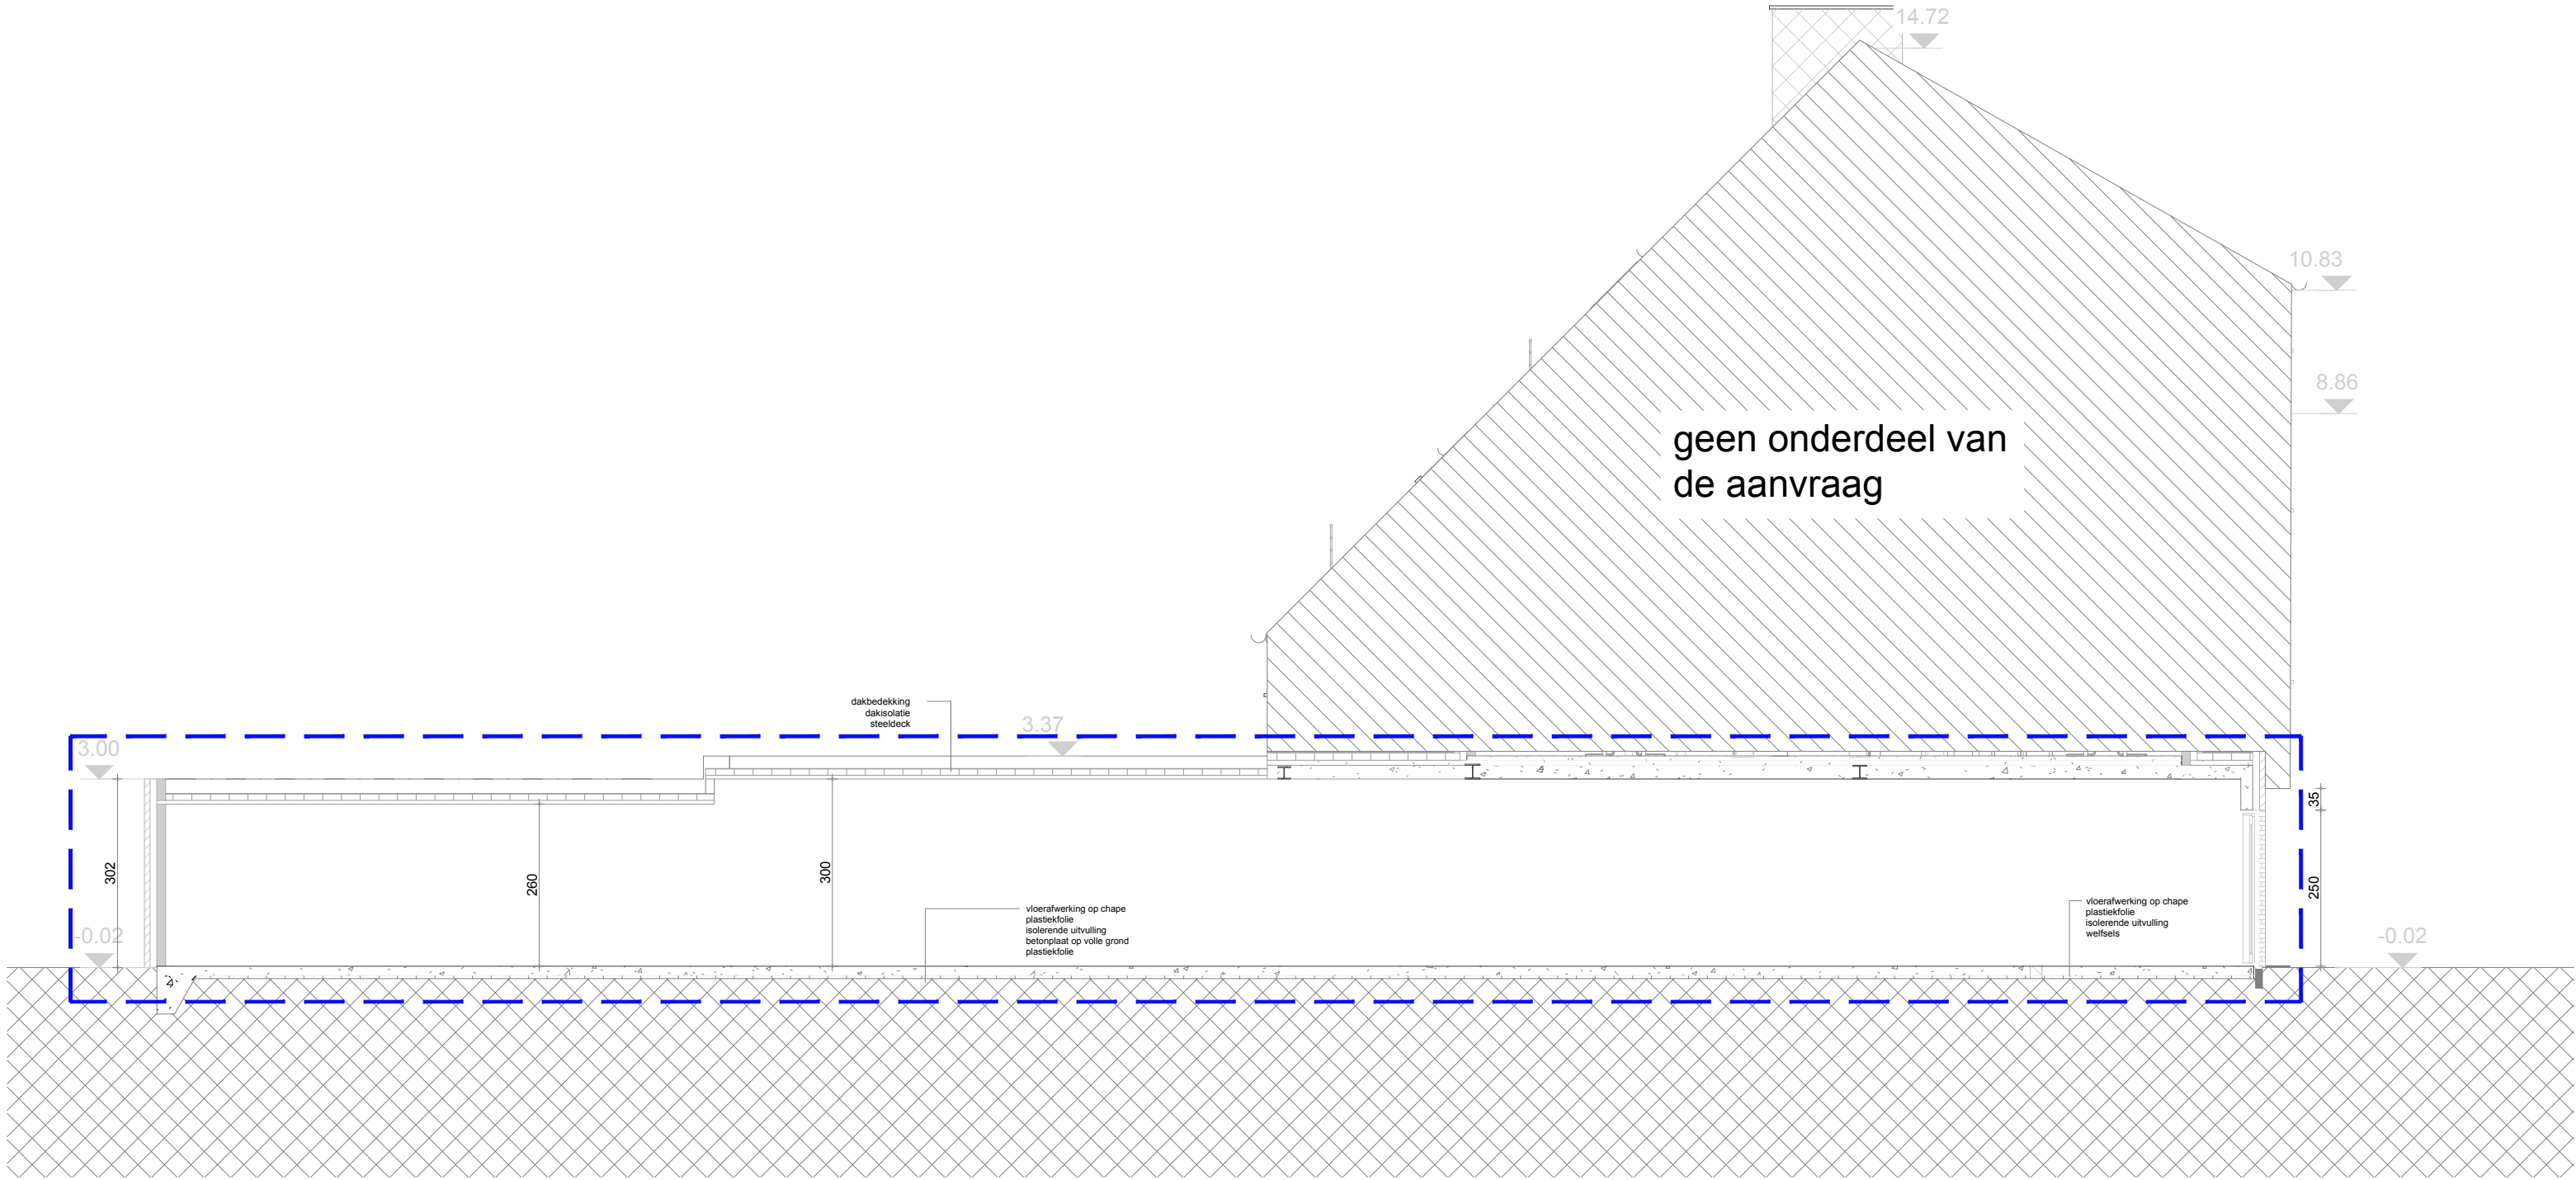 14.72
10.83
8.86
geen onderdeel van
de aanvraag
dakbedekking
dakisolatie
steeldeck
3.37
3.00
35
302
260
300
250
vloerafwerking op chape
plastiekfolie
isolerende uitvulling
betonplaat op volle grond
plastiekfolie
vloerafwerking op chape
plastiekfolie
isolerende uitvulling
welfsels
-0.02
-0.02